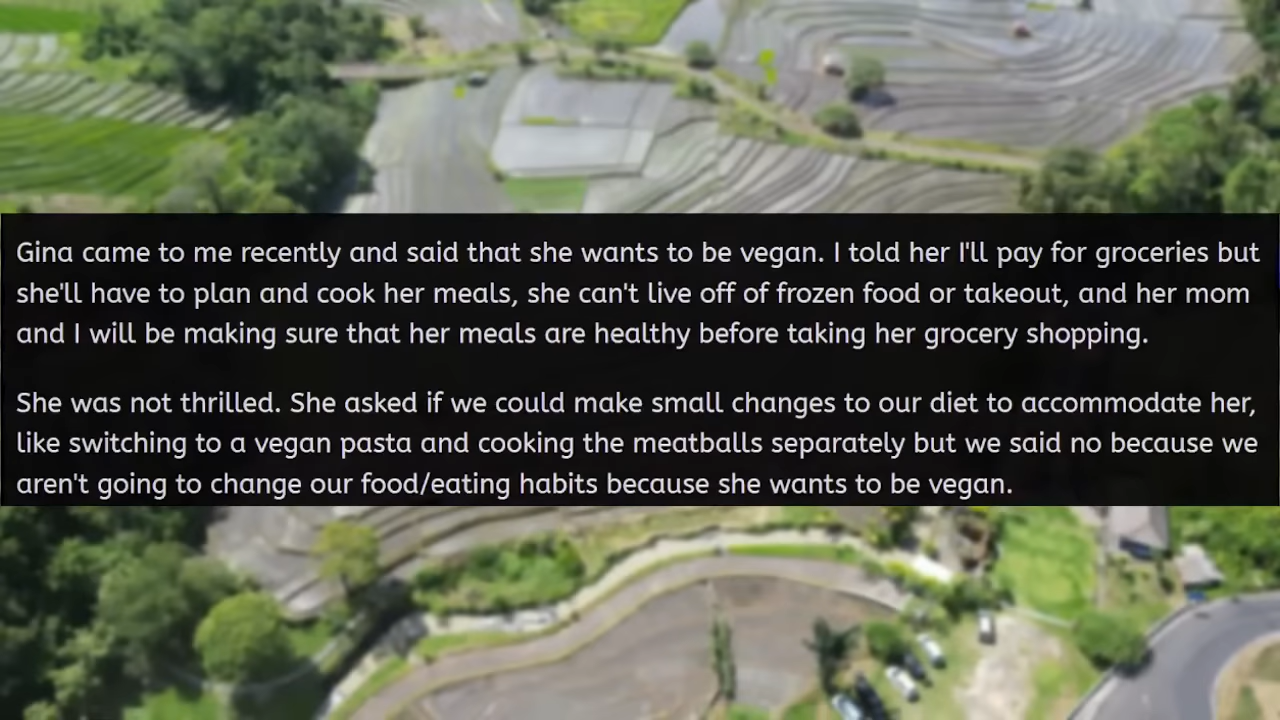 Gina came to me recently and said that she wants to be vegan. I told her I'll pay for groceries but
she'll have to plan and cook her meals, she can't live off of frozen food or takeout, and her mom
and I will be making sure that her meals are healthy before taking her grocery shopping.
She was not thrilled. She asked if we could make small changes to our diet to accommodate her,
like switching to a vegan pasta and cooking the meatballs separately but we said no because we
aren't going to change our food/eating habits because she wants to be vegan.